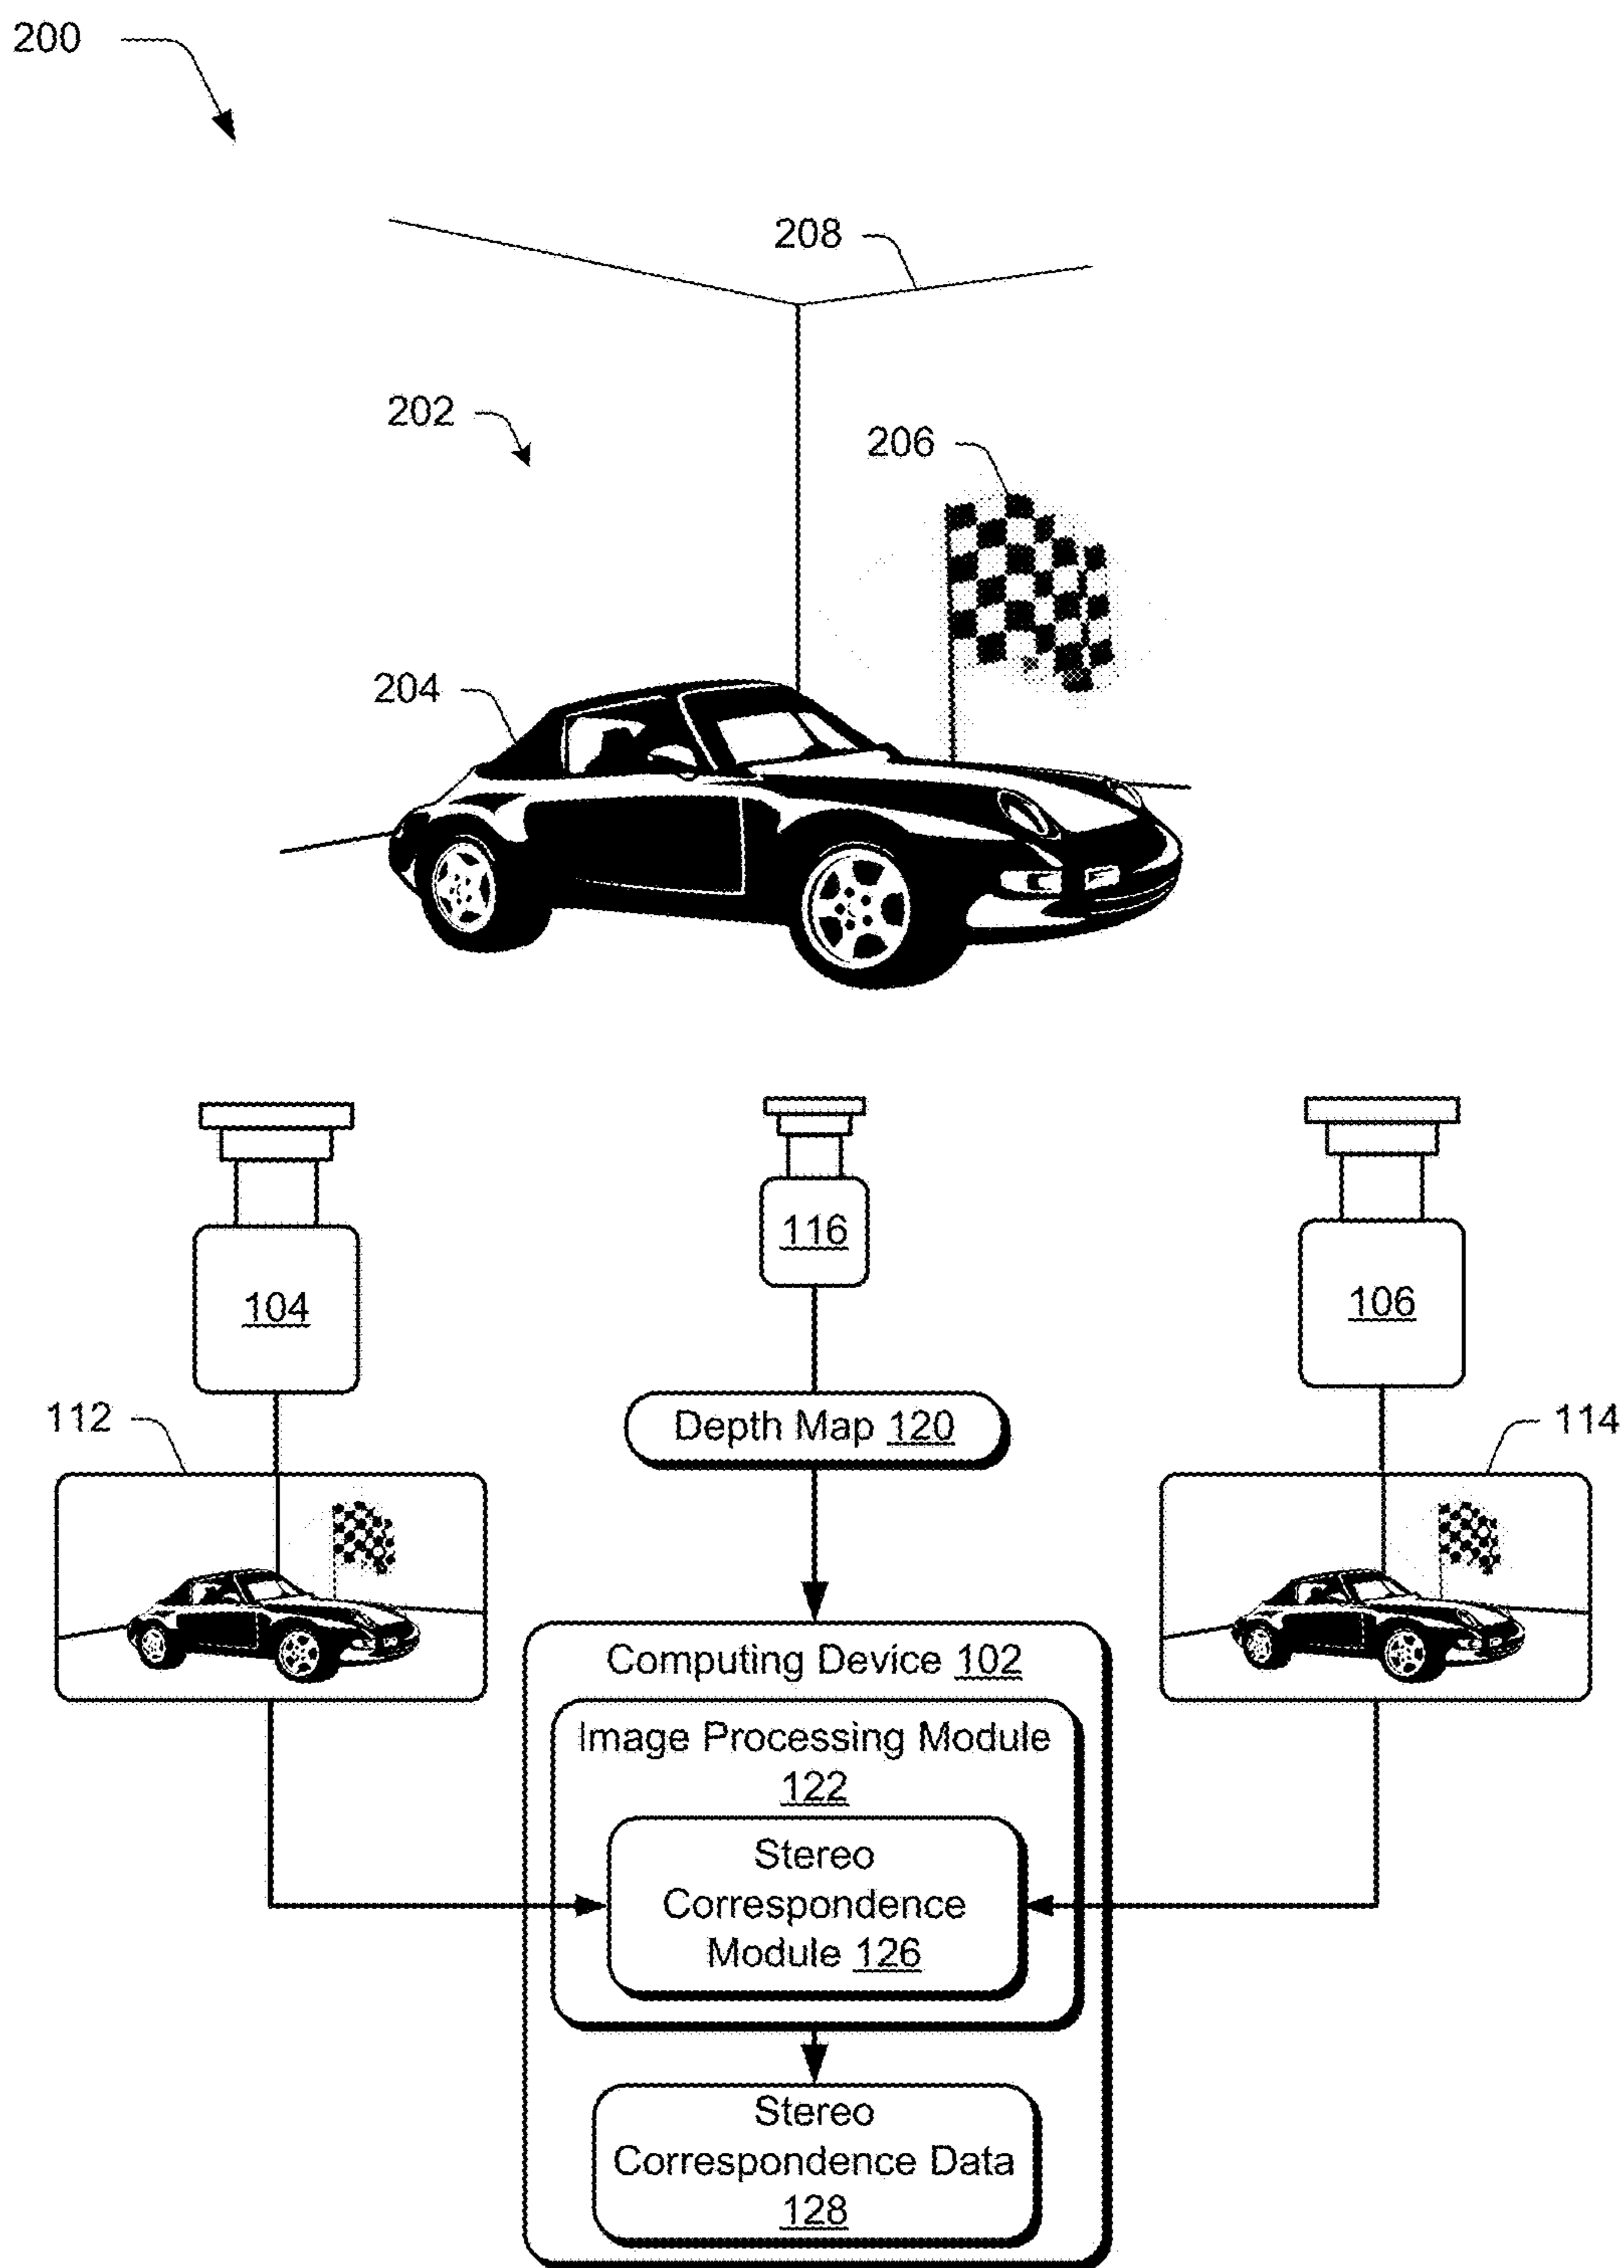 200
208
202
206
204
116
104
106
Depth Map 120
112
114
Computing Device 102
Image Processing Module
122
Stereo
Correspondence
Module 126
Stereo
Correspondence Data
128